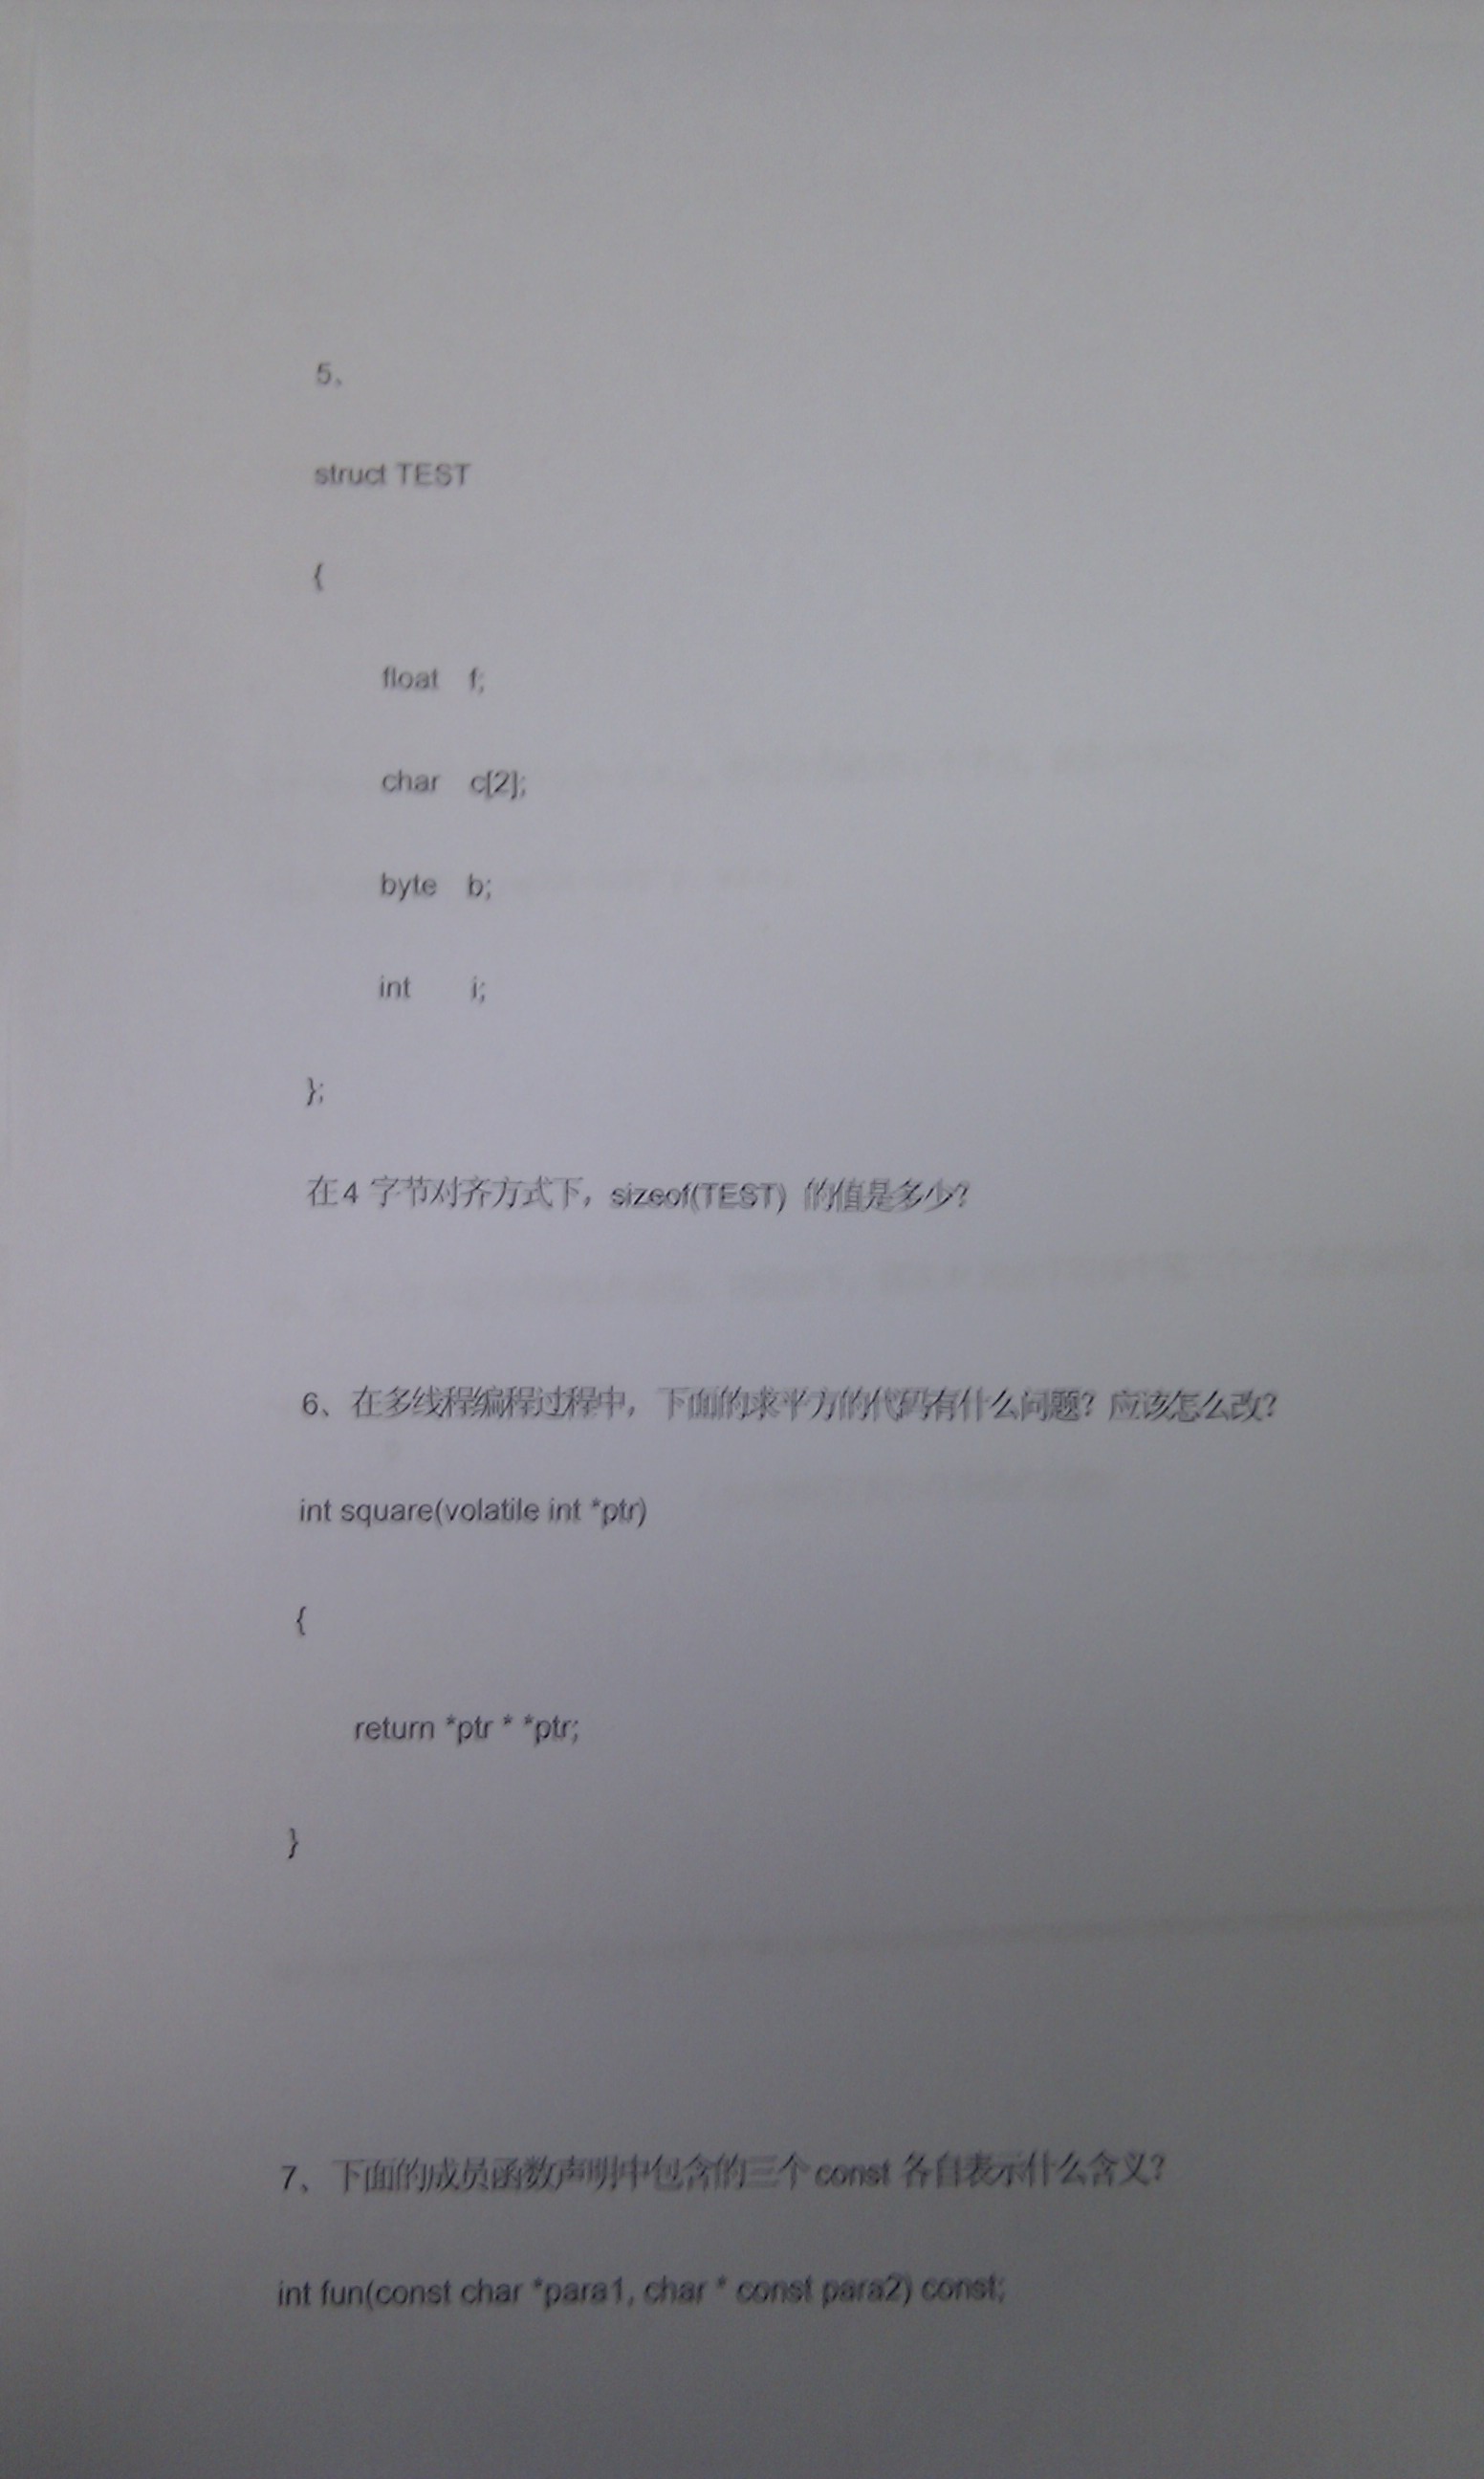 5、
struct TEST
{
float f;
char c[2];
byte b;
int i;
};
在4 字节对齐方式下，sizeof(TEST) 的值是多少？
6、在多线程编程过程中，下面的求平方的代码有什么问题？应该怎么改？
int square(volatile int *ptr)
{
return *ptr * *ptr;
}
7、下面的成员函数声明中包含的三个 const 各自表示什么含义？
int fun(const char *para1, char * const para2) const;